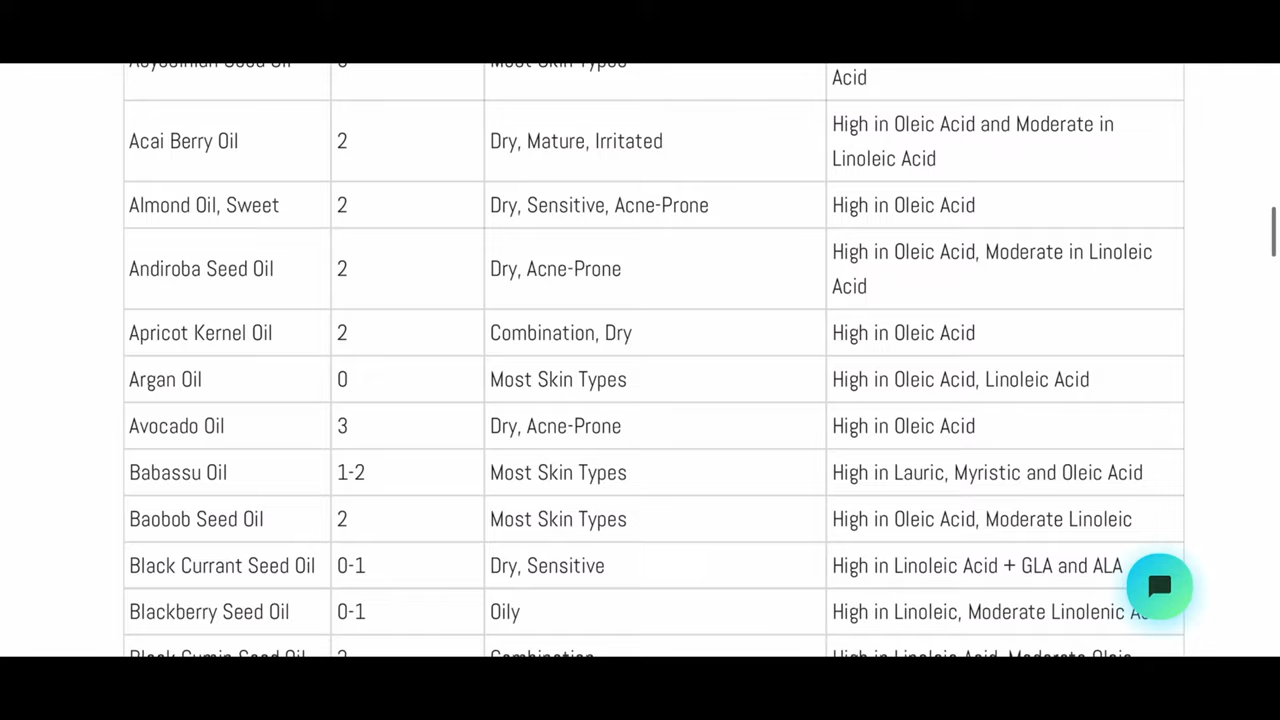 Acid
Acai Berry Oil 2 Dry, Mature, Irritated High in Oleic Acid and Moderate in
Linoleic Acid
Almond Oil, Sweet 2 Dry, Sensitive, Acne-Prone High in Oleic Acid
Andiroba Seed Oil 2 Dry, Acne-Prone High in Oleic Acid, Moderate in Linoleic
Acid
Apricot Kernel Oil 2 Combination, Dry High in Oleic Acid
Argan Oil 0 Most Skin Types High in Oleic Acid, Linoleic Acid
Avocado Oil 3 Dry, Acne-Prone High in Oleic Acid
Babassu Oil 1-2 Most Skin Types High in Lauric, Myristic and Oleic Acid
Baobob Seed Oil 2 Most Skin Types High in Oleic Acid, Moderate Linoleic
Black Currant Seed Oil 0-1 Dry, Sensitive High in Linoleic Acid + GLA and ALA
Blackberry Seed Oil 0-1 Oily High in Linoleic, Moderate Linolenic